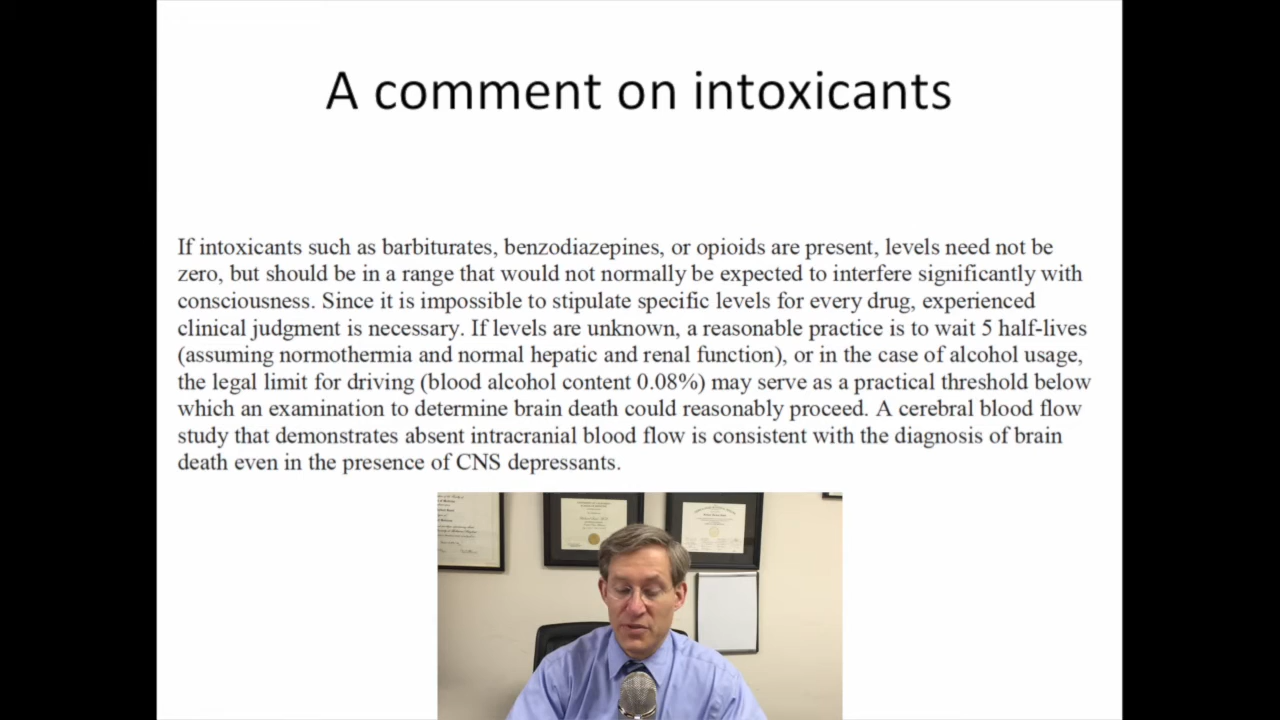 A comment on intoxicants
If intoxicants such as barbiturates, benzodiazepines, or opioids are present, levels need not be
zero, but should be in a range that would not normally be expected to interfere significantly with
consciousness. Since it is impossible to stipulate specific levels for every drug, experienced
clinical judgment is necessary. If levels are unknown, a reasonable practice is to wait 5 half-lives
(assuming normothermia and normal hepatic and renal function), or in the case of alcohol usage,
the legal limit for driving (blood alcohol content 0.08%) may serve as a practical threshold below
which an examination to determine brain death could reasonably proceed. A cerebral blood flow
study that demonstrates absent intracranial blood flow is consistent with the diagnosis of brain
death even in the presence of CNS depressants.